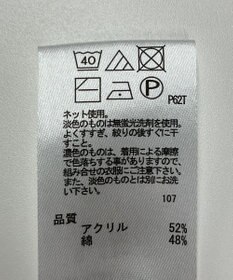 40
P
P62T
ネット使用。
淡色のものは無蛍光洗剤を使用。
よくすすぎ、絞りの後すぐに干
すこと。
濃色のものは、着用による摩擦
で色落ちする事がありますので、
組み合せの衣服にご注意下さい。
また、淡色のものとは別にお洗
い下さい。
107
品質
アクリル 52%
綿 48%